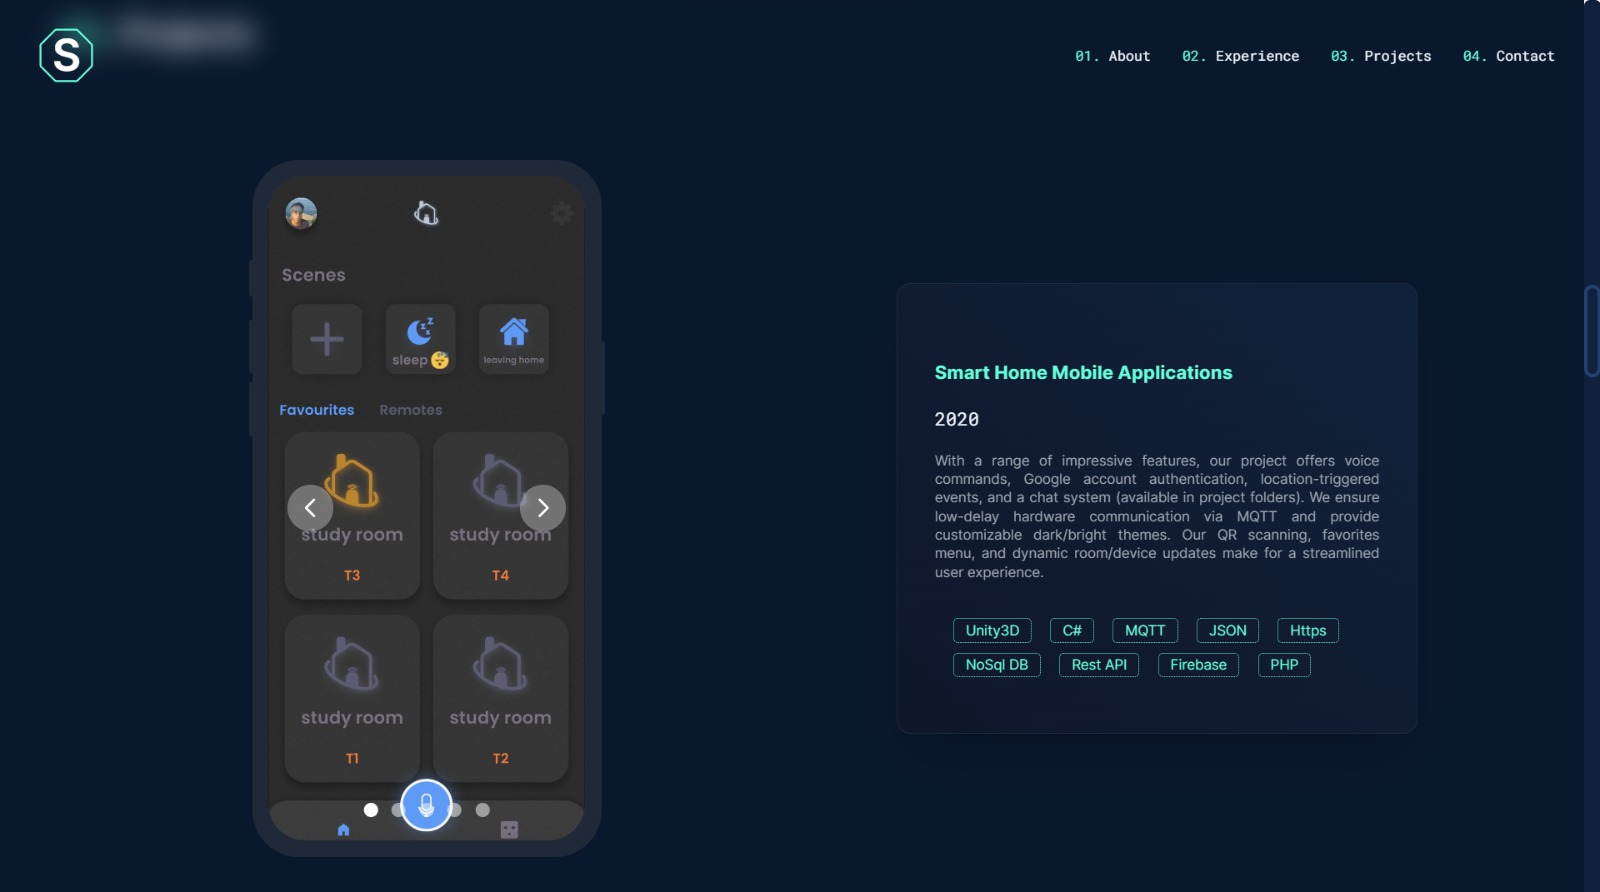 S
01. About 02. Experience 03. Projects 04. Contact
Scenes
sleep 😴 leaving home
Favourites Remotes
study room study room
T3 T4
study room study room
T1 T2
Smart Home Mobile Applications
2020
With a range of impressive features, our project offers voice
commands, Google account authentication, location-triggered
events, and a chat system (available in project folders). We ensure
low-delay hardware communication via MQTT and provide
customizable dark/bright themes. Our QR scanning, favorites
menu, and dynamic room/device updates make for a streamlined
user experience.
Unity3D C# MQTT JSON Https
NoSql DB Rest API Firebase PHP